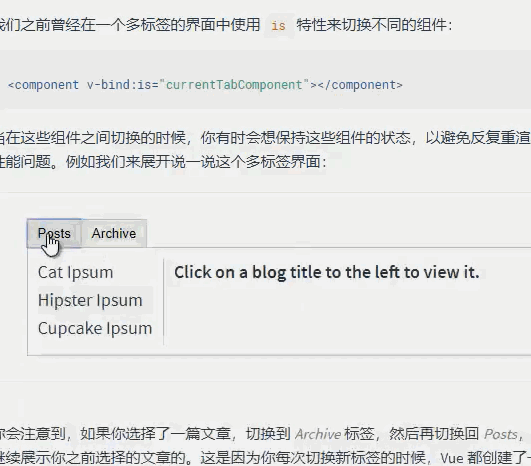 们之前曾经在一个多标签的界面中使用 is 特性来切换不同的组件：
<component v-bind:is="currentTabComponent"></component>
在这些组件之间切换的时候，你有时会想保持这些组件的状态，以避免反复重渲
能问题。例如我们来展开说一说这个多标签界面：
Posts Archive
Cat Ipsum
Click on a blog title to the left to view it.
Hipster Ipsum
Cupcake Ipsum
会注意到，如果你选择了一篇文章，切换到 Archive 标签，然后再切换回 Posts，
续展示你之前选择的文章的。这是因为你每次切换新标签的时候，Vue 都创建了一